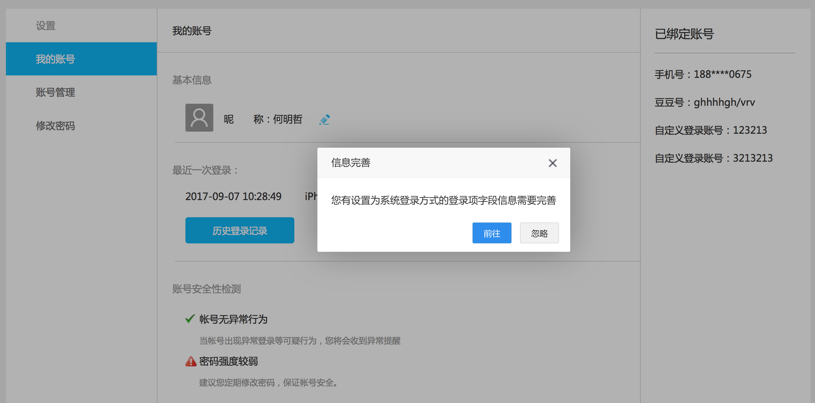 设置
我的账号
账号管理
修改密码
我的账号
基本信息
昵 称：何明哲
最近一次登录：
2017-09-07 10:28:49 iPh
历史登录记录
账号安全性检测
帐号无异常行为
当帐号出现异常登录等可疑行为，您将会收到异常提醒
密码强度较弱
建议您定期修改密码，保证帐号安全。
信息完善
您有设置为系统登录方式的登录项字段信息需要完善
前往 忽略
已绑定账号
手机号：188****0675
豆豆号：ghhhhgh/vrv
自定义登录账号：123213
自定义登录账号：3213213